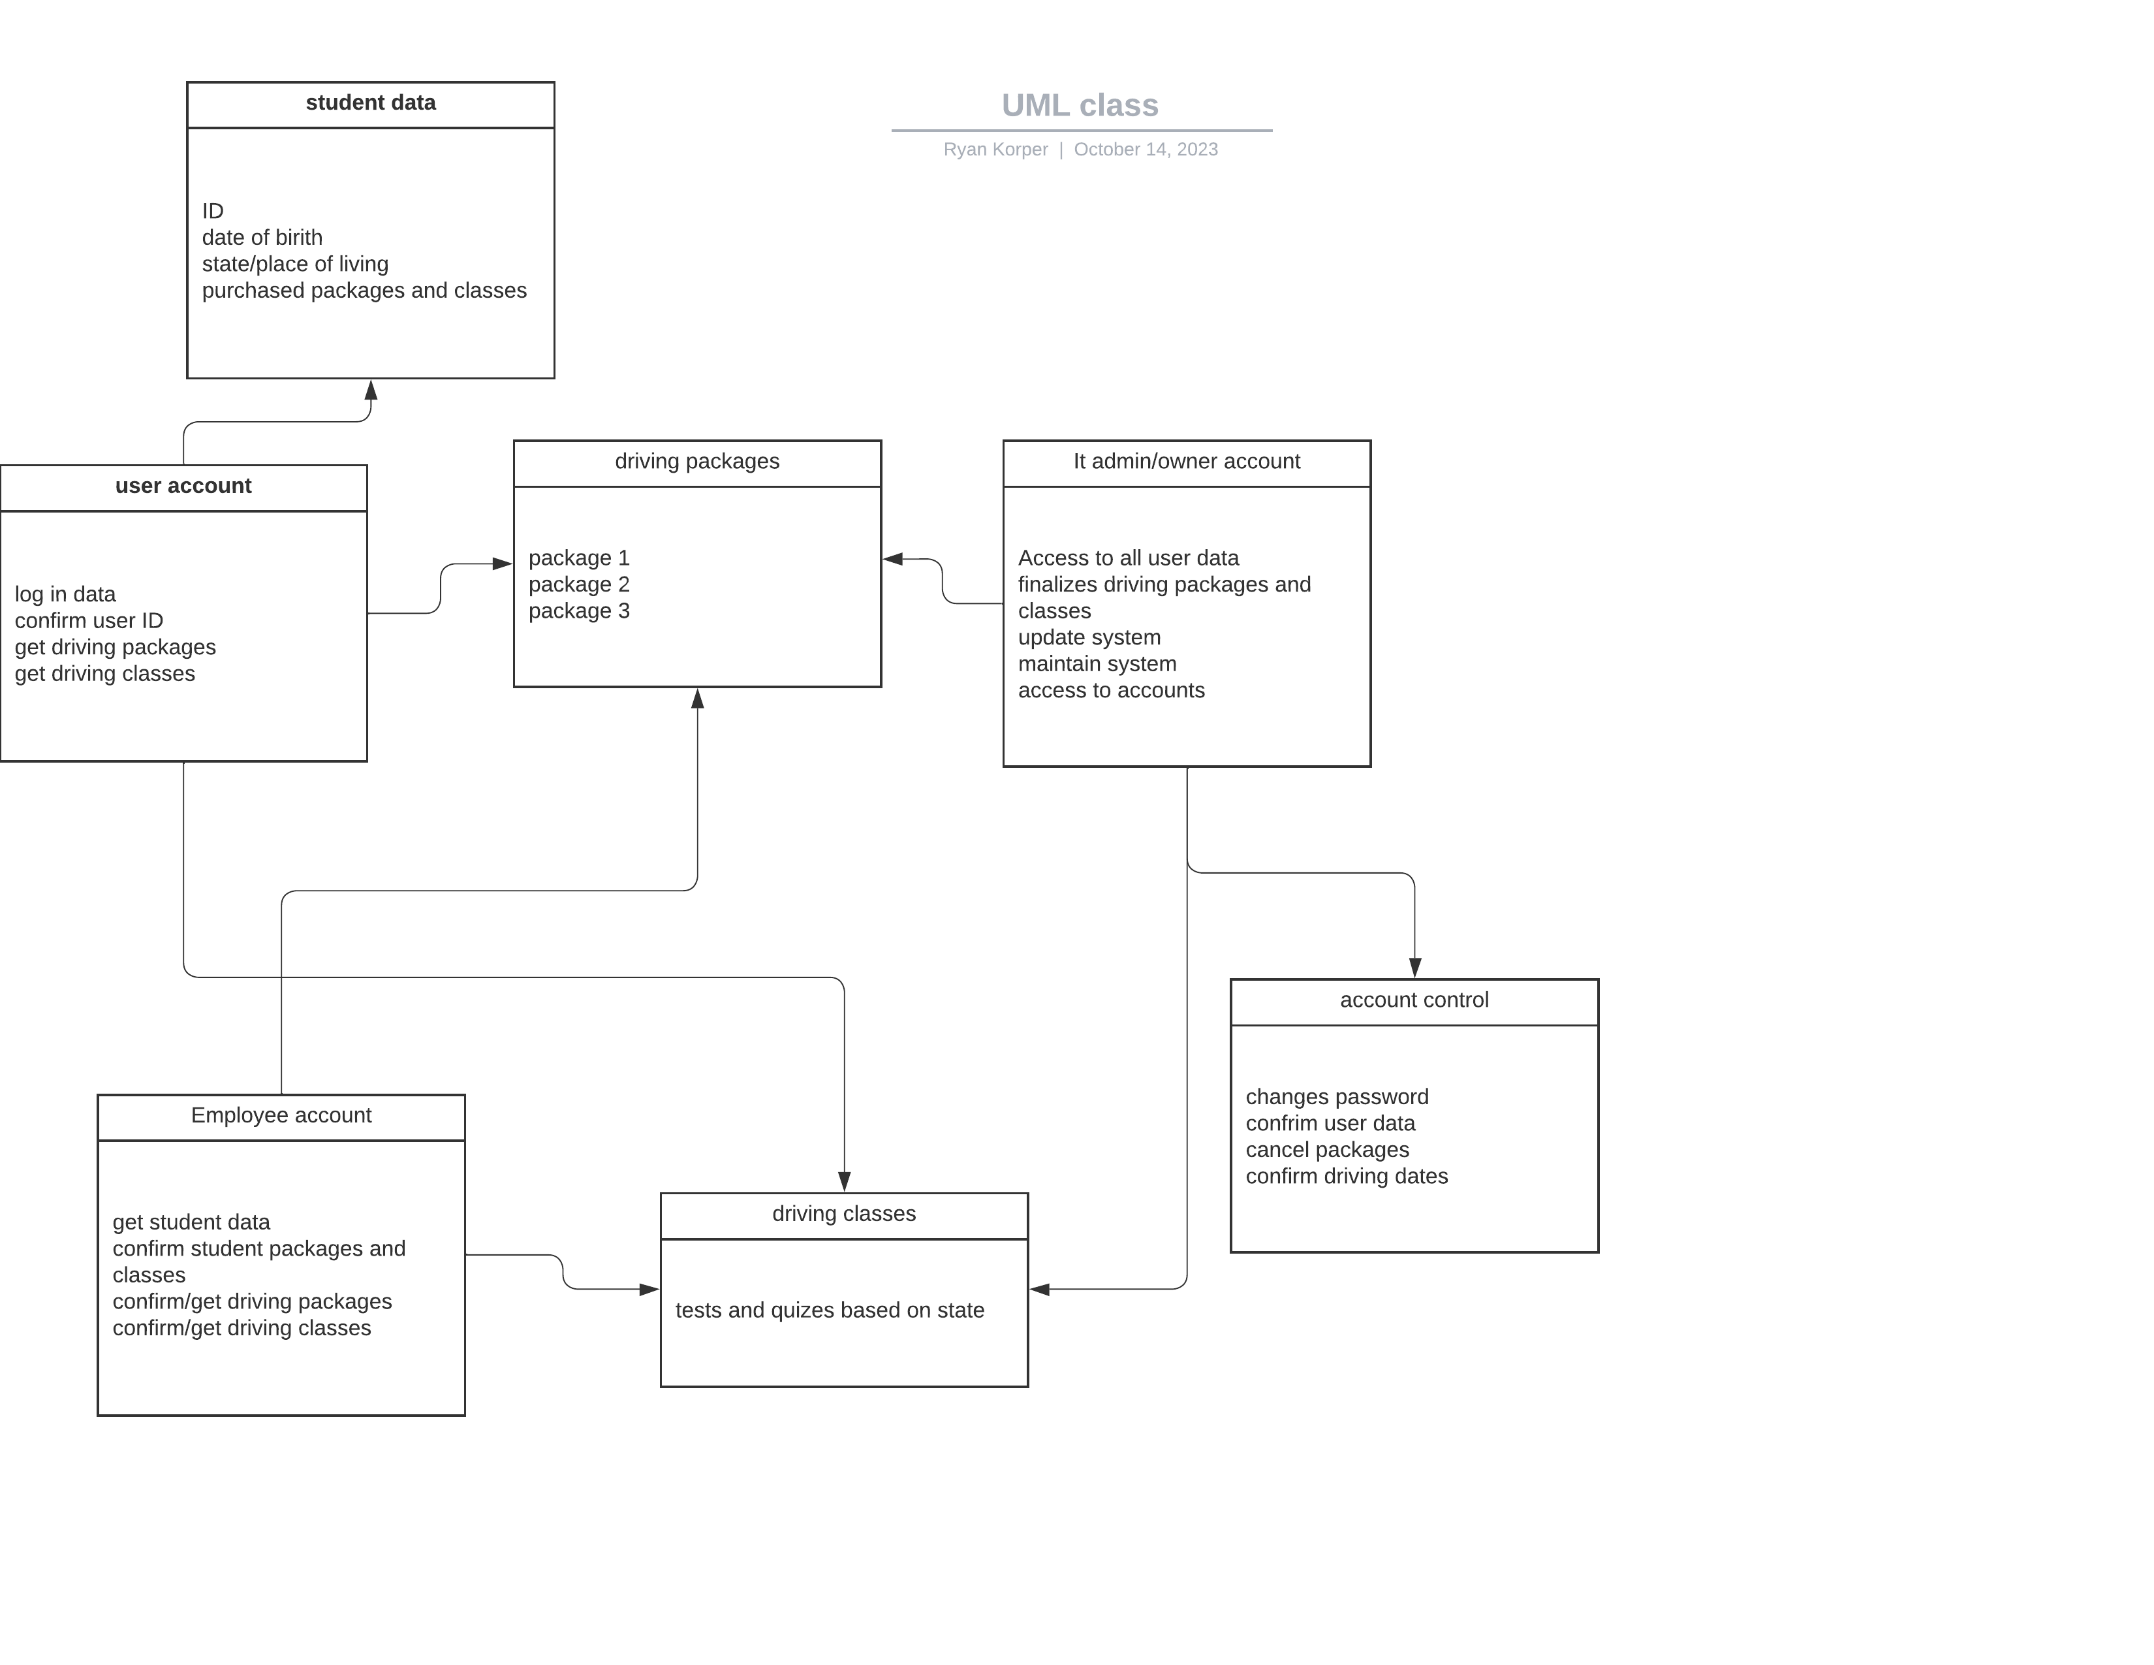 student data
ID
date of birith
state/place of living
purchased packages and classes
UML class
Ryan Korper | October 14, 2023
user account
log in data
confirm user ID
get driving packages
get driving classes
driving packages
package 1
package 2
package 3
It admin/owner account
Access to all user data
finalizes driving packages and
classes
update system
maintain system
access to accounts
account control
changes password
confrim user data
cancel packages
confirm driving dates
Employee account
get student data
confirm student packages and
classes
confirm/get driving packages
confirm/get driving classes
driving classes
tests and quizes based on state